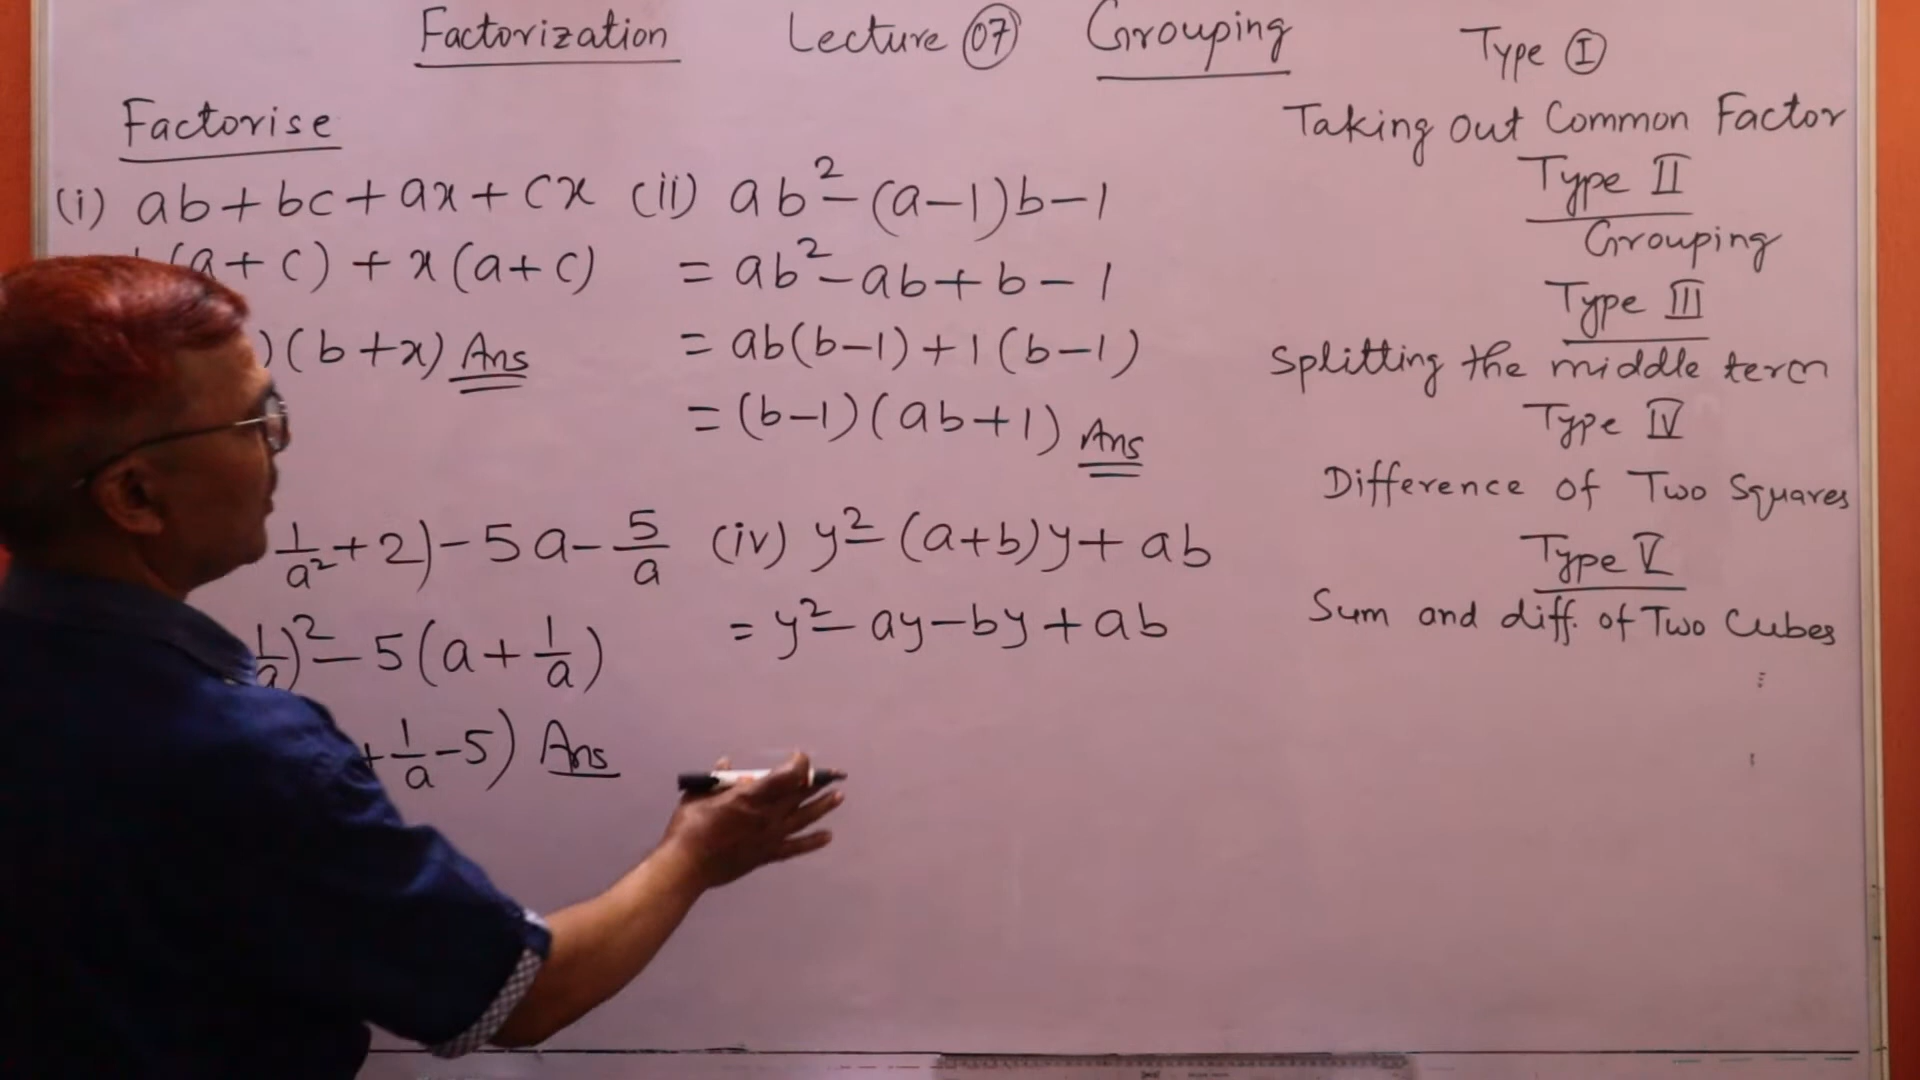 Factorization Lecture 07 Grouping
Factorise
(i) ab + bc + ax + cx
(a + c) + x (a + c)
) (b + x) Ans
(ii) ab² - (a - 1)b - 1
= ab² - ab + b - 1
= ab(b - 1) + 1 (b - 1)
= (b - 1) (ab + 1) Ans
1/a² + 2) - 5a - 5/a
1/a)² - 5 (a + 1/a)
+ 1/a - 5) Ans
(iv) y² - (a + b)y + ab
= y² - ay - by + ab
Type I
Taking out Common Factor
Type II
Grouping
Type III
Splitting the middle term
Type IV
Difference of Two Squares
Type V
Sum and diff. of Two Cubes